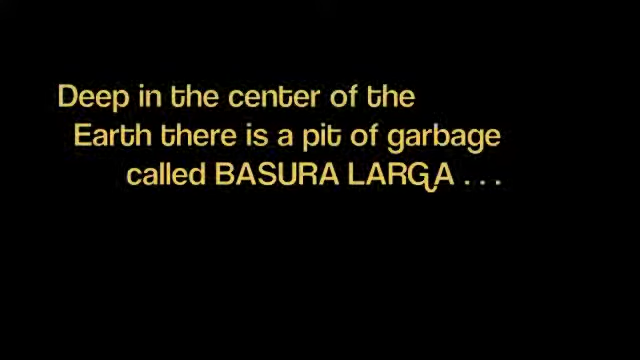 Deep in the center of the
Earth there is a pit of garbage
called BASURA LARGA . . .